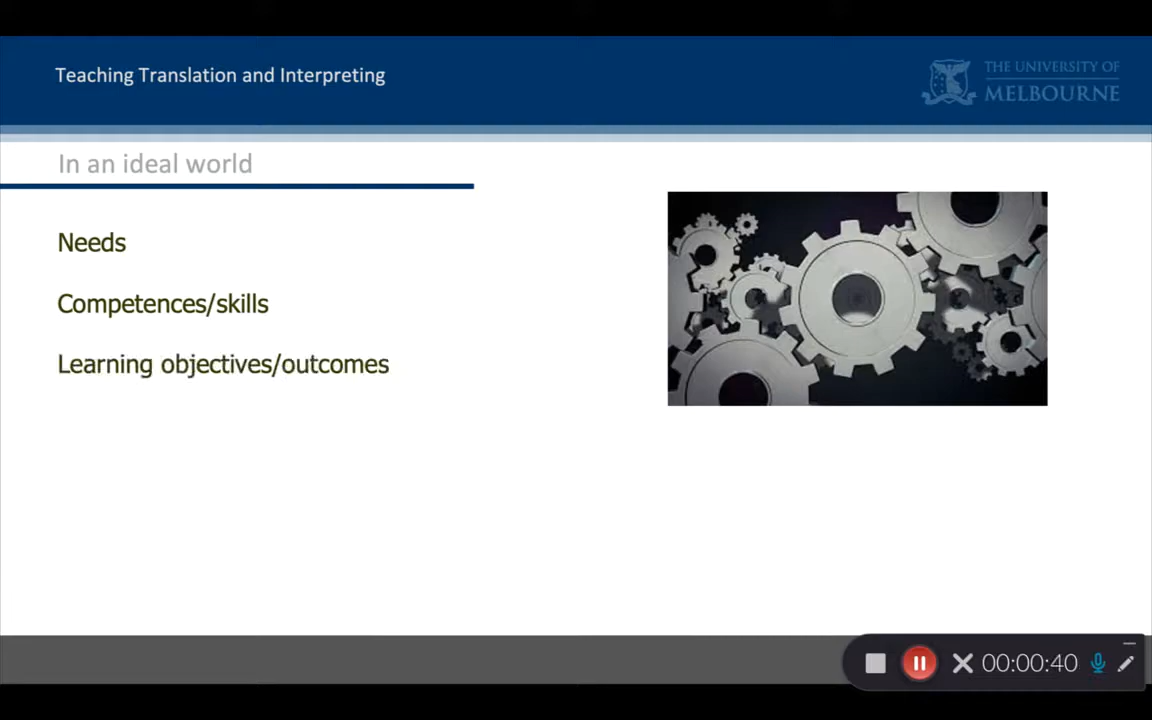 Teaching Translation and Interpreting
THE UNIVERSITY OF
MELBOURNE
In an ideal world
Needs
Competences/skills
Learning objectives/outcomes
00:00:40